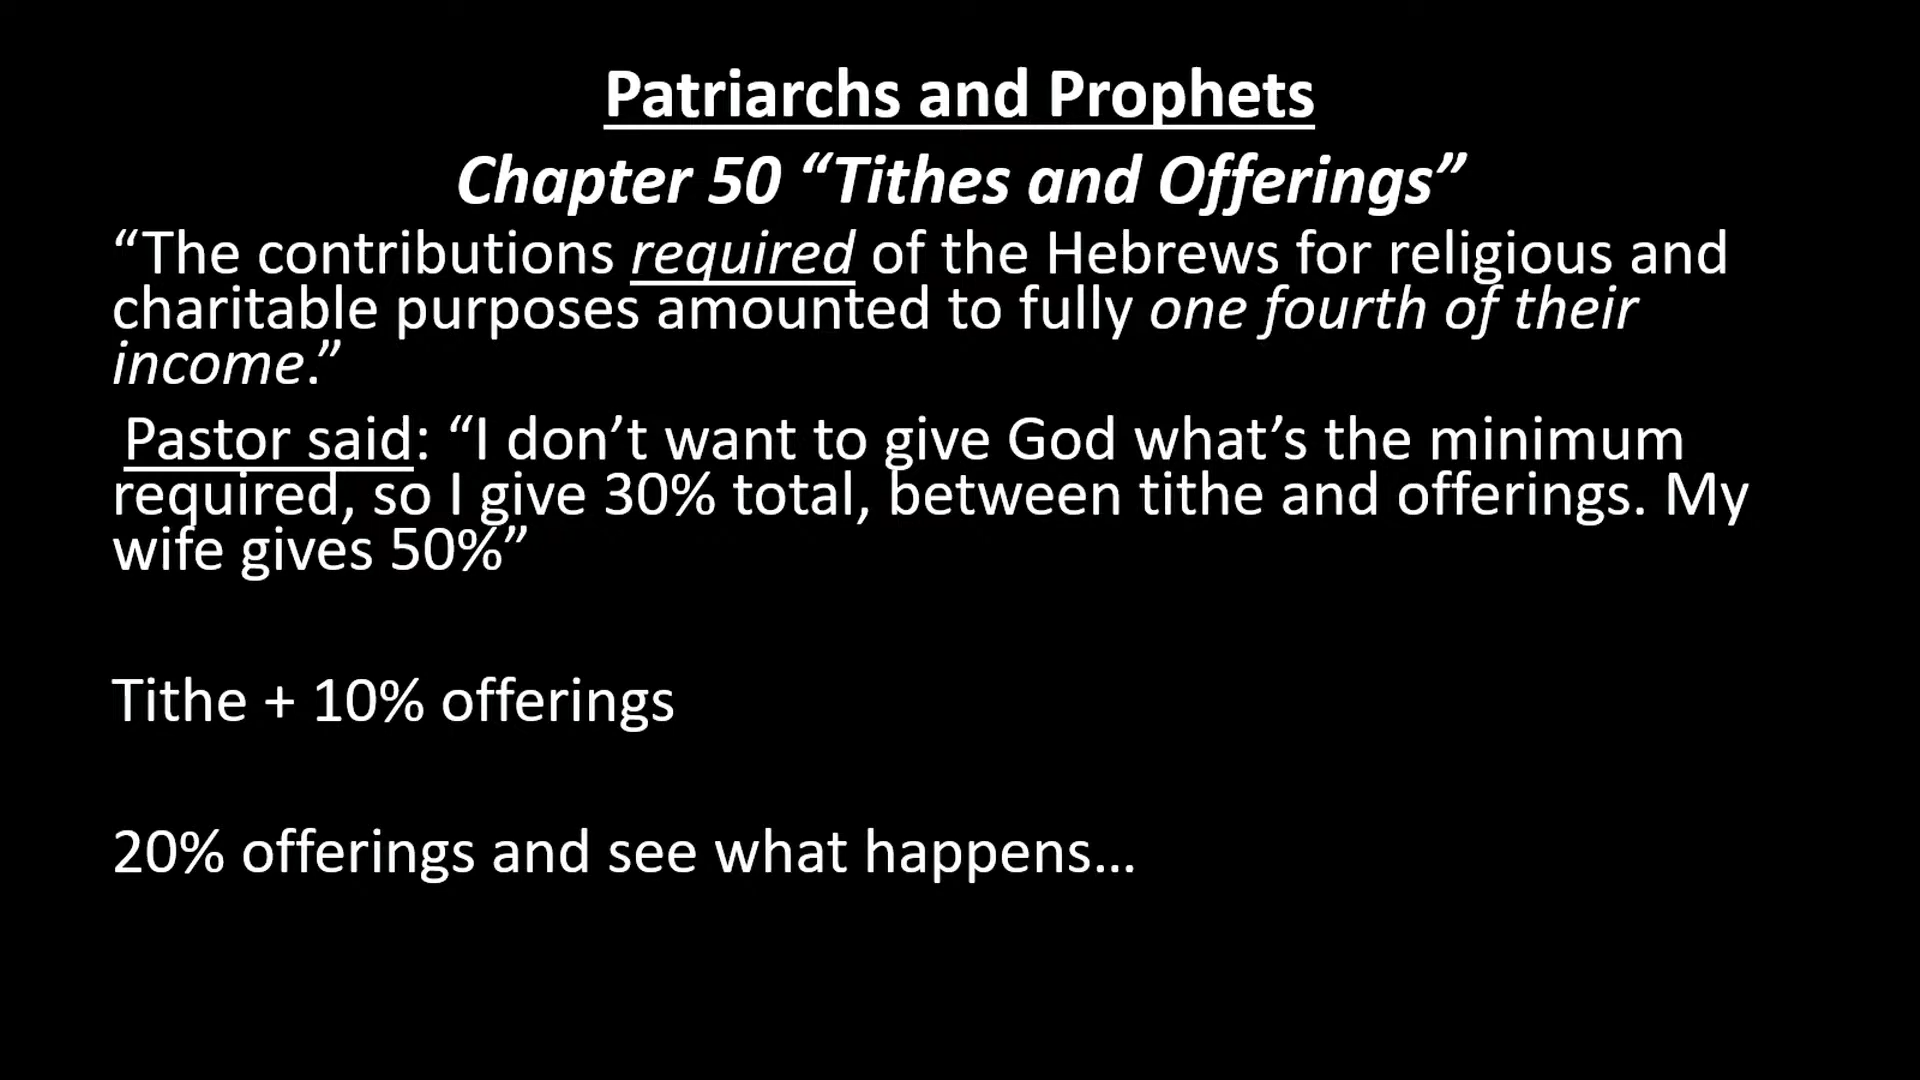 Patriarchs and Prophets
Chapter 50 “Tithes and Offerings”
“The contributions required of the Hebrews for religious and
charitable purposes amounted to fully one fourth of their
income.”
Pastor said: “I don’t want to give God what’s the minimum
required, so I give 30% total, between tithe and offerings. My
wife gives 50%”
Tithe + 10% offerings
20% offerings and see what happens…